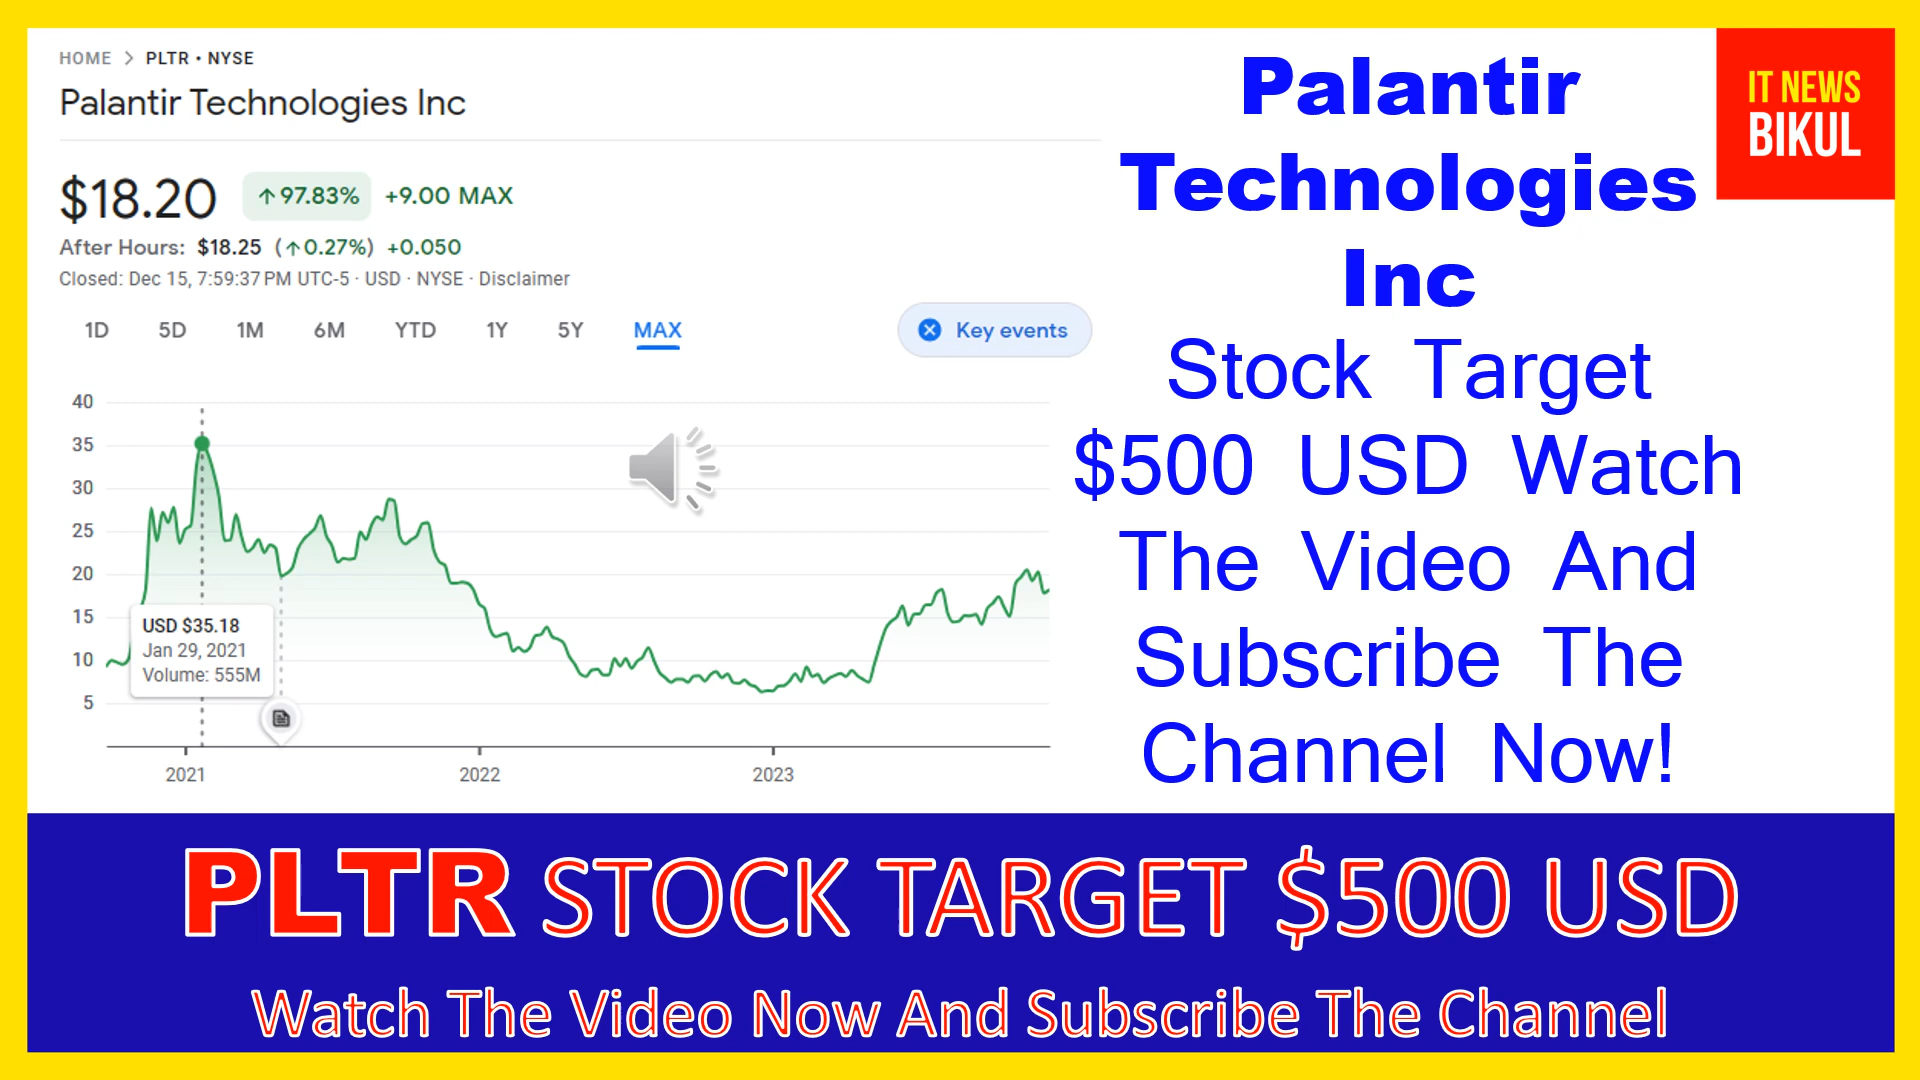 HOME > PLTR • NYSE
Palantir Technologies Inc
$18.20 ↑97.83% +9.00 MAX
After Hours: $18.25 (↑0.27%) +0.050
Closed: Dec 15, 7:59:37 PM UTC-5 · USD · NYSE · Disclaimer
1D 5D 1M 6M YTD 1Y 5Y MAX
Key events
40
35
30
25
20
15
10
5
USD $35.18
Jan 29, 2021
Volume: 555M
2021 2022 2023
Palantir
Technologies
Inc
Stock Target
$500 USD Watch
The Video And
Subscribe The
Channel Now!
IT NEWS
BIKUL
PLTR STOCK TARGET $500 USD
Watch The Video Now And Subscribe The Channel